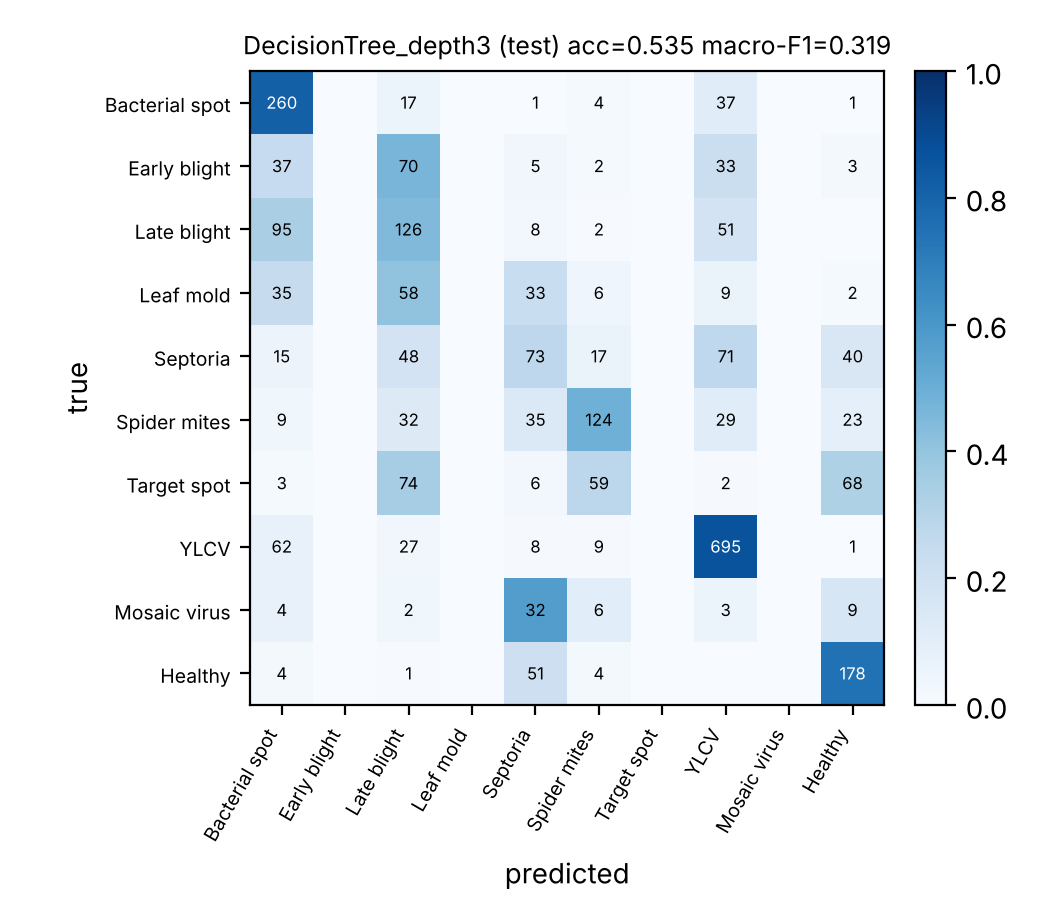 DecisionTree_depth3 (test) acc=0.535 macro-F1=0.319
Bacterial spot 260 17 1 4 37 1
Early blight 37 70 5 2 33 3
Late blight 95 126 8 2 51
Leaf mold 35 58 33 6 9 2
Septoria 15 48 73 17 71 40
Spider mites 9 32 35 124 29 23
Target spot 3 74 6 59 2 68
YLCV 62 27 8 9 695 1
Mosaic virus 4 2 32 6 3 9
Healthy 4 1 51 4 178
true
Bacterial spot
Early blight
Late blight
Leaf mold
Septoria
Spider mites
Target spot
YLCV
Mosaic virus
Healthy
predicted
1.0
0.8
0.6
0.4
0.2
0.0